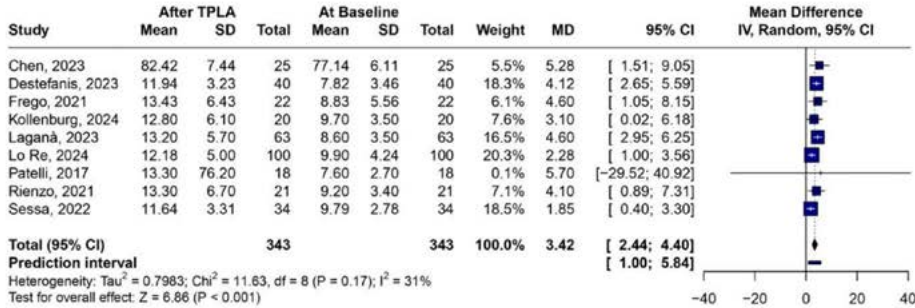 After TPLA At Baseline Mean Difference
Study Mean SD Total Mean SD Total Weight MD 95% CI IV, Random, 95% CI
Chen, 2023 82.42 7.44 25 77.14 6.11 25 5.5% 5.28 [ 1.51; 9.05]
Destefanis, 2023 11.94 3.23 40 7.82 3.46 40 18.3% 4.12 [ 2.65; 5.59]
Frego, 2021 13.43 6.43 22 8.83 5.56 22 6.1% 4.60 [ 1.05; 8.15]
Kollenburg, 2024 12.80 6.10 20 9.70 3.50 20 7.6% 3.10 [ 0.02; 6.18]
Laganà, 2023 13.20 5.70 63 8.60 3.50 63 16.5% 4.60 [ 2.95; 6.25]
Lo Re, 2024 12.18 5.00 100 9.90 4.24 100 20.3% 2.28 [ 1.00; 3.56]
Patelli, 2017 13.30 76.20 18 7.60 2.70 18 0.1% 5.70 [−29.52; 40.92]
Rienzo, 2021 13.30 6.70 21 9.20 3.40 21 7.1% 4.10 [ 0.89; 7.31]
Sessa, 2022 11.64 3.31 34 9.79 2.78 34 18.5% 1.85 [ 0.40; 3.30]
Total (95% CI) 343 343 100.0% 3.42 [ 2.44; 4.40]
Prediction interval [ 1.00; 5.84]
Heterogeneity: Tau² = 0.7983; Chi² = 11.63, df = 8 (P = 0.17); I² = 31%
Test for overall effect: Z = 6.86 (P < 0.001)
−40 −20 0 20 40